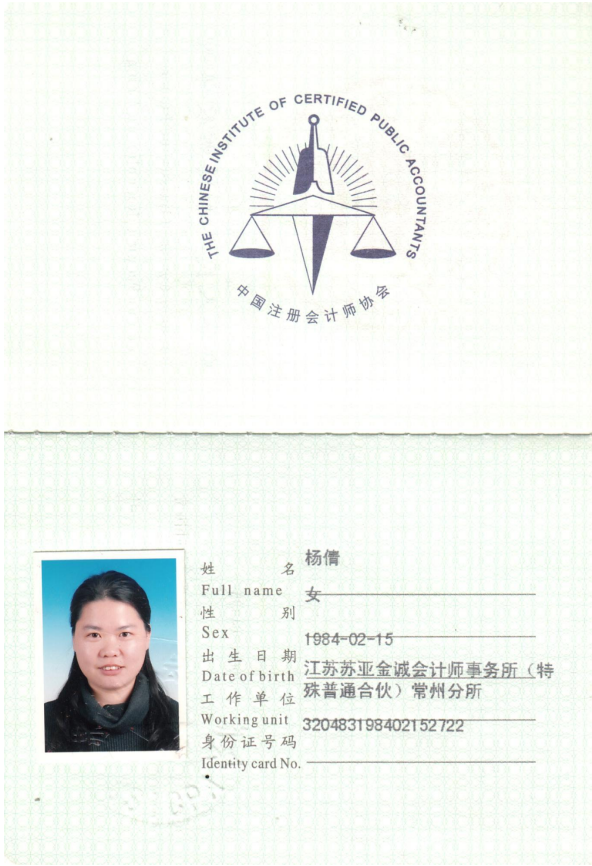 THE CHINESE INSTITUTE OF CERTIFIED PUBLIC ACCOUNTANTS
中国注册会计师协会
姓 名 杨倩
Full name
性 别 女
Sex
出生日期 1984-02-15
Date of birth
工作单位 江苏苏亚金诚会计师事务所（特
殊普通合伙）常州分所
Working unit
身份证号码 320483198402152722
Identity card No.